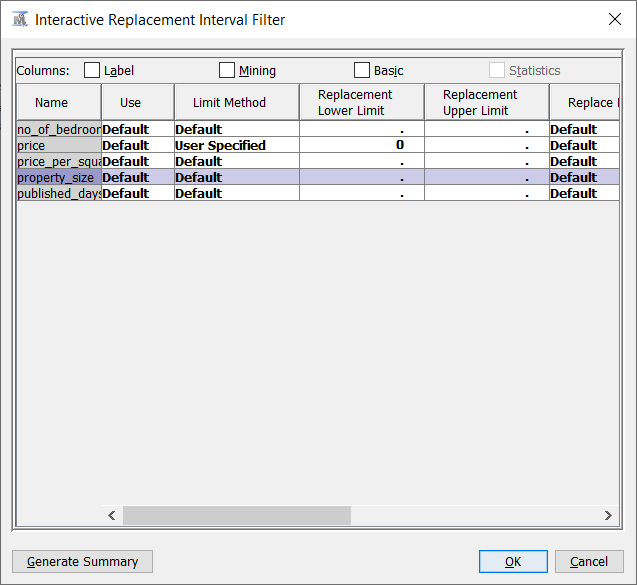 Interactive Replacement Interval Filter
Columns: Label Mining Basic Statistics
Name Use Limit Method Replacement Lower Limit Replacement Upper Limit Replace
no_of_bedroom Default Default . . Default
price Default User Specified 0 . Default
price_per_squa Default Default . . Default
property_size Default Default . . Default
published_days Default Default . . Default
Generate Summary OK Cancel